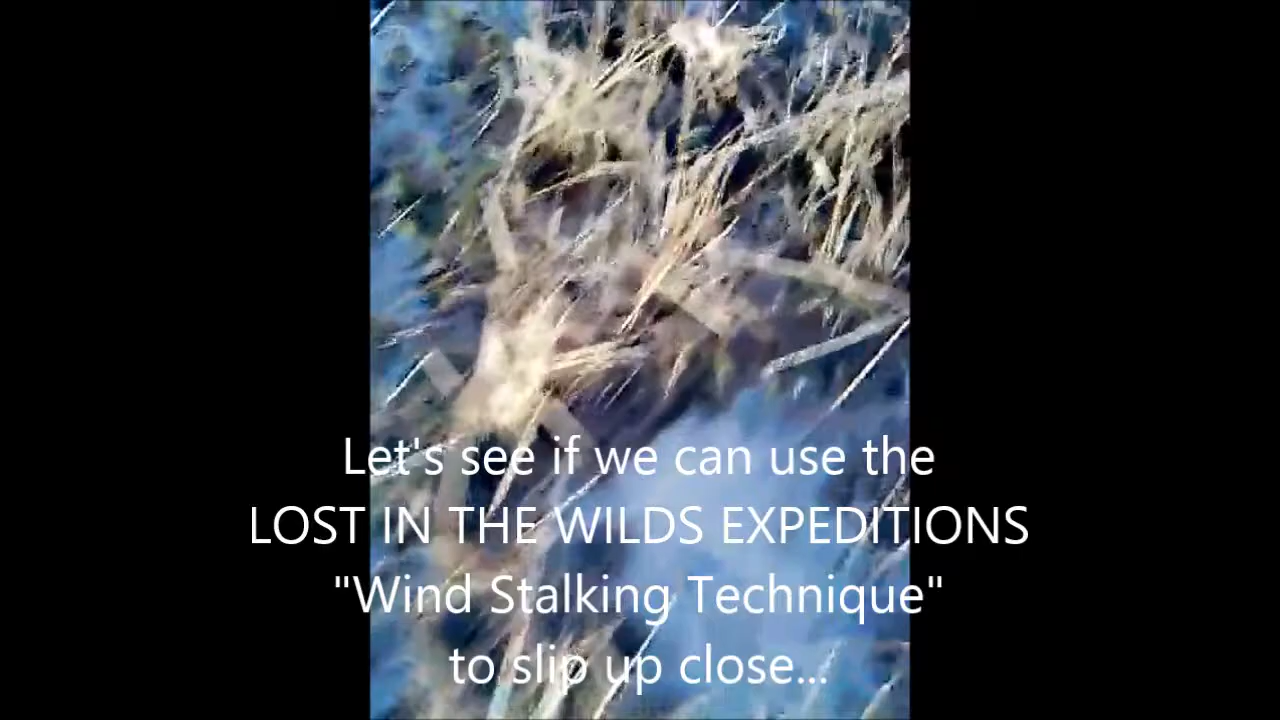 Let's see if we can use the
LOST IN THE WILDS EXPEDITIONS
"Wind Stalking Technique"
to slip up close...